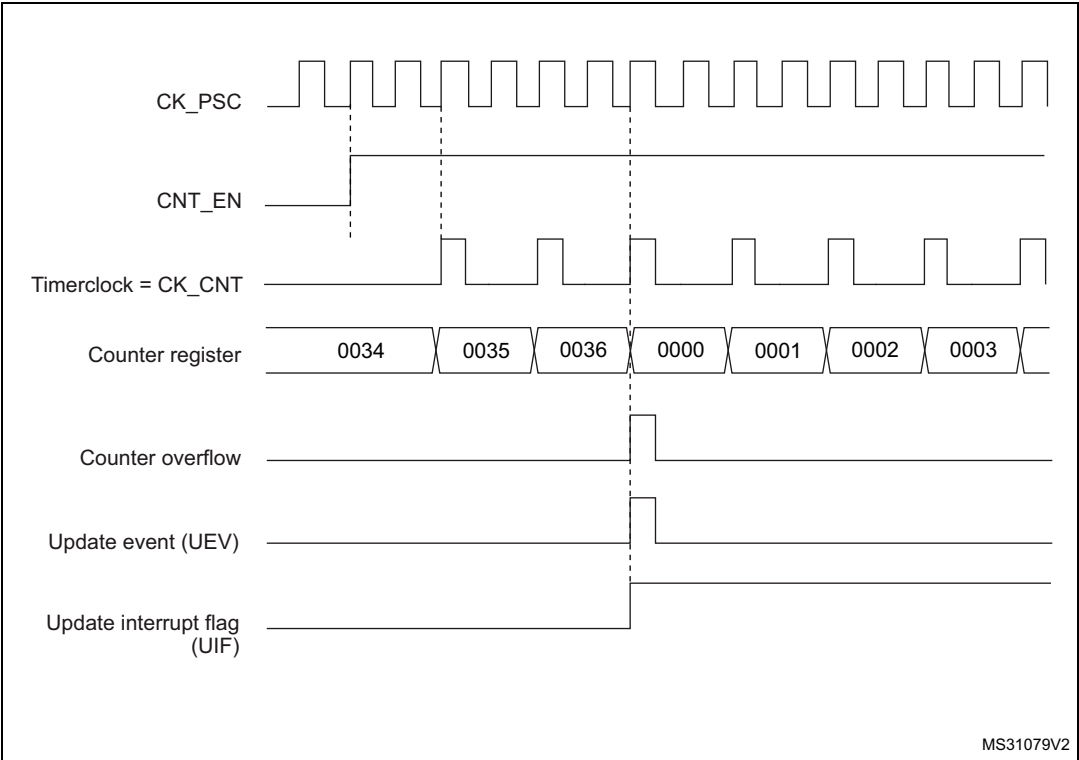 CK_PSC
CNT_EN
Timerclock = CK_CNT
Counter register
0034 0035 0036 0000 0001 0002 0003
Counter overflow
Update event (UEV)
Update interrupt flag
(UIF)
MS31079V2